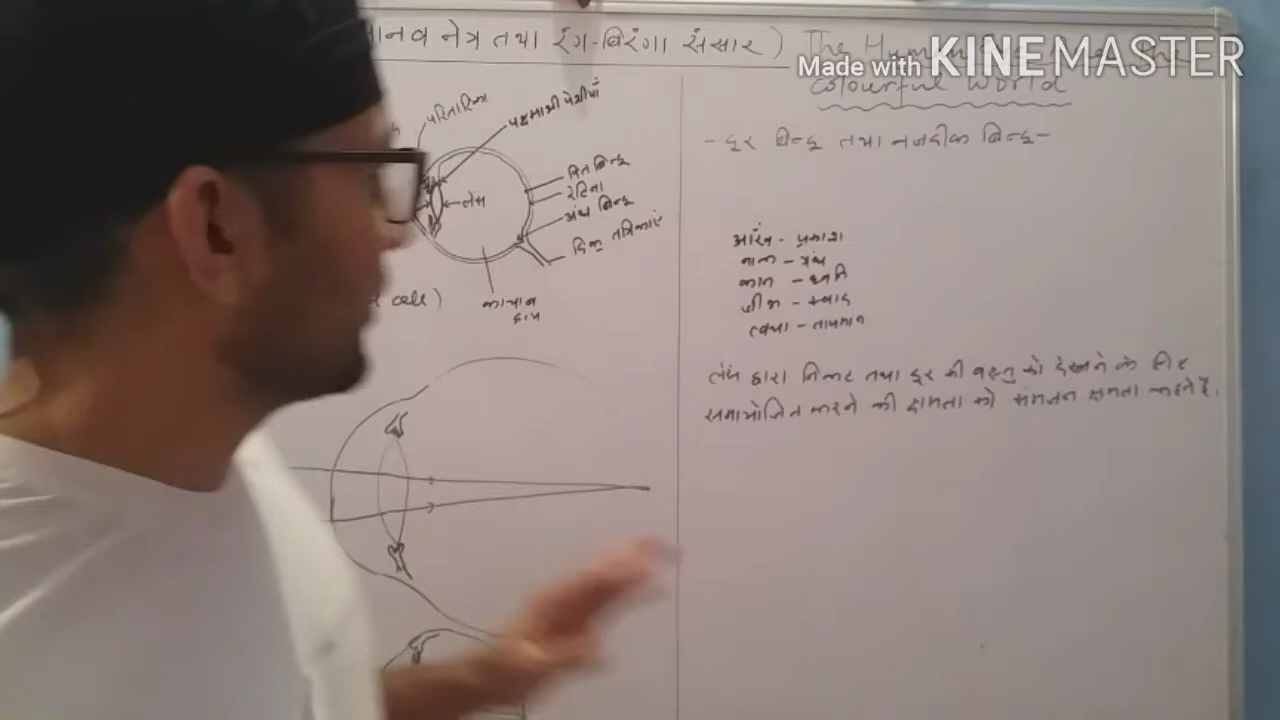 मानव नेत्र तथा रंग-बिरंगा संसार) The Human
Colourful World
Made with KINEMASTER
परितारिका
पक्ष्माभी पेशीयाँ
लेंस
पित बिन्दू
रेटिना
अंध बिन्दू
दिक् तंत्रिकाएं
काचाब
द्रव्य
cell)
- दूर बिन्दू तथा नजदीक बिन्दू -
आँख - प्रकाश
नाक - गंध
कान - ध्वनि
जीभ - स्वाद
त्वचा - तापमान
लेंस द्वारा निकट तथा दूर की वस्तु को देखने के लिए
समायोजित करने की क्षमता को समंजन क्षमता कहते है.